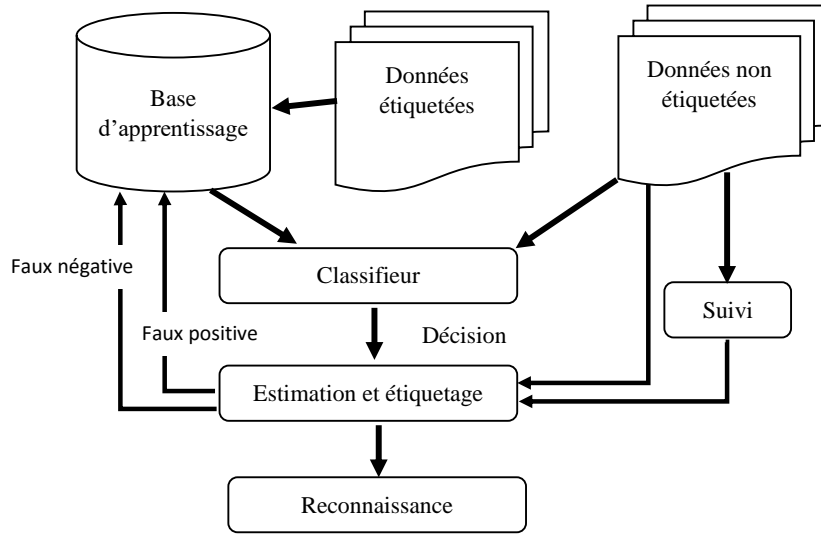 Base
d’apprentissage
Données
étiquetées
Données non
étiquetées
Classifieur
Suivi
Faux négative
Faux positive
Décision
Estimation et étiquetage
Reconnaissance